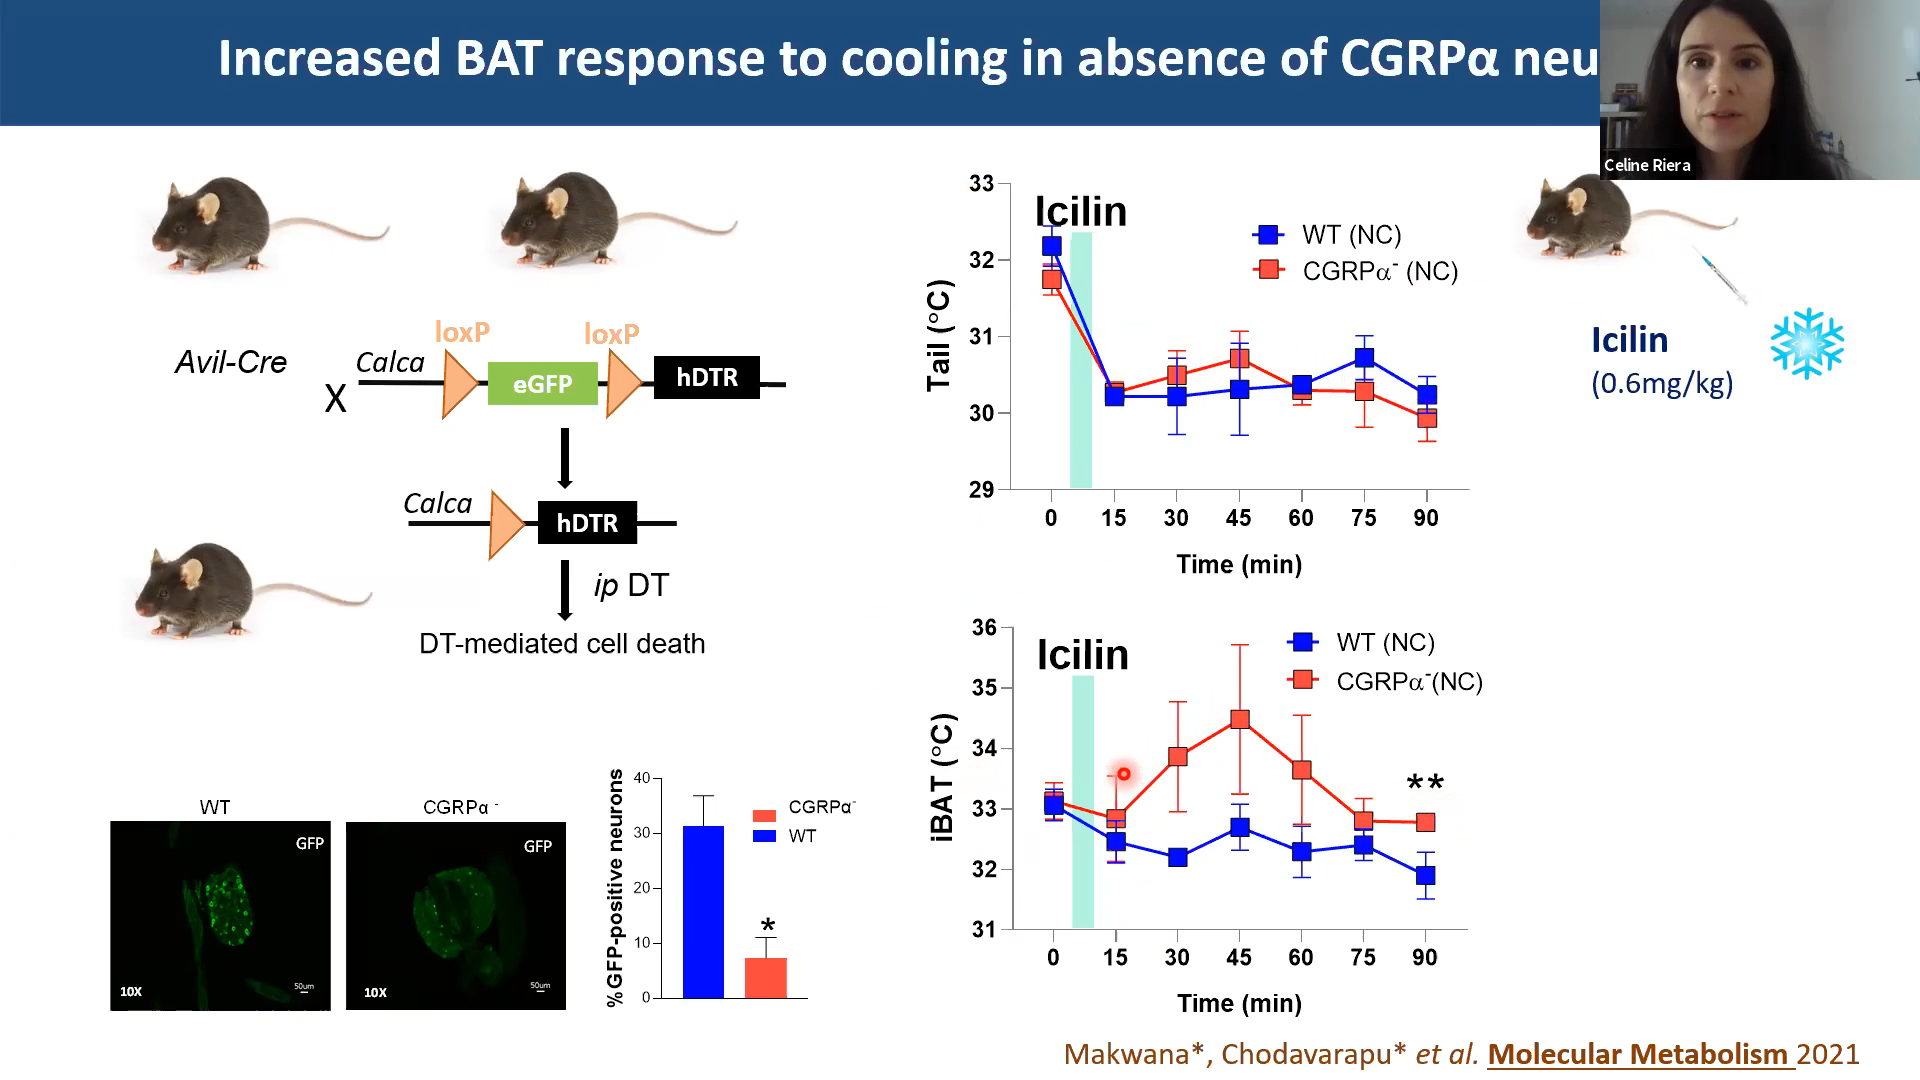 Increased BAT response to cooling in absence of CGRPα neu
Celine Riera
Avil-Cre
X
loxP
loxP
Calca
eGFP
hDTR
Calca
hDTR
ip DT
DT-mediated cell death
WT
GFP
10X
50um
CGRPα -
GFP
10X
50um
%GFP-positive neurons
40
30
20
10
0
*
CGRPα-
WT
Icilin
WT (NC)
CGRPα- (NC)
Tail (°C)
33
32
31
30
29
0 15 30 45 60 75 90
Time (min)
Icilin
(0.6mg/kg)
Icilin
WT (NC)
CGRPα-(NC)
iBAT (°C)
36
35
34
33
32
31
**
0 15 30 45 60 75 90
Time (min)
Makwana*, Chodavarapu* et al. Molecular Metabolism 2021